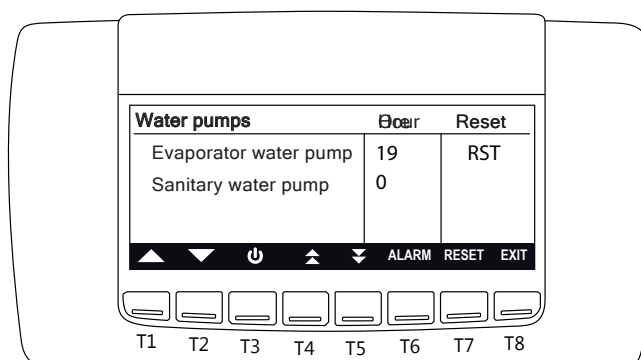 Water pumps Reset
Evaporator water pump 19 RST
Sanitary water pump 0
ALARM RESET EXIT
T1 T2 T3 T4 T5 T6 T7 T8